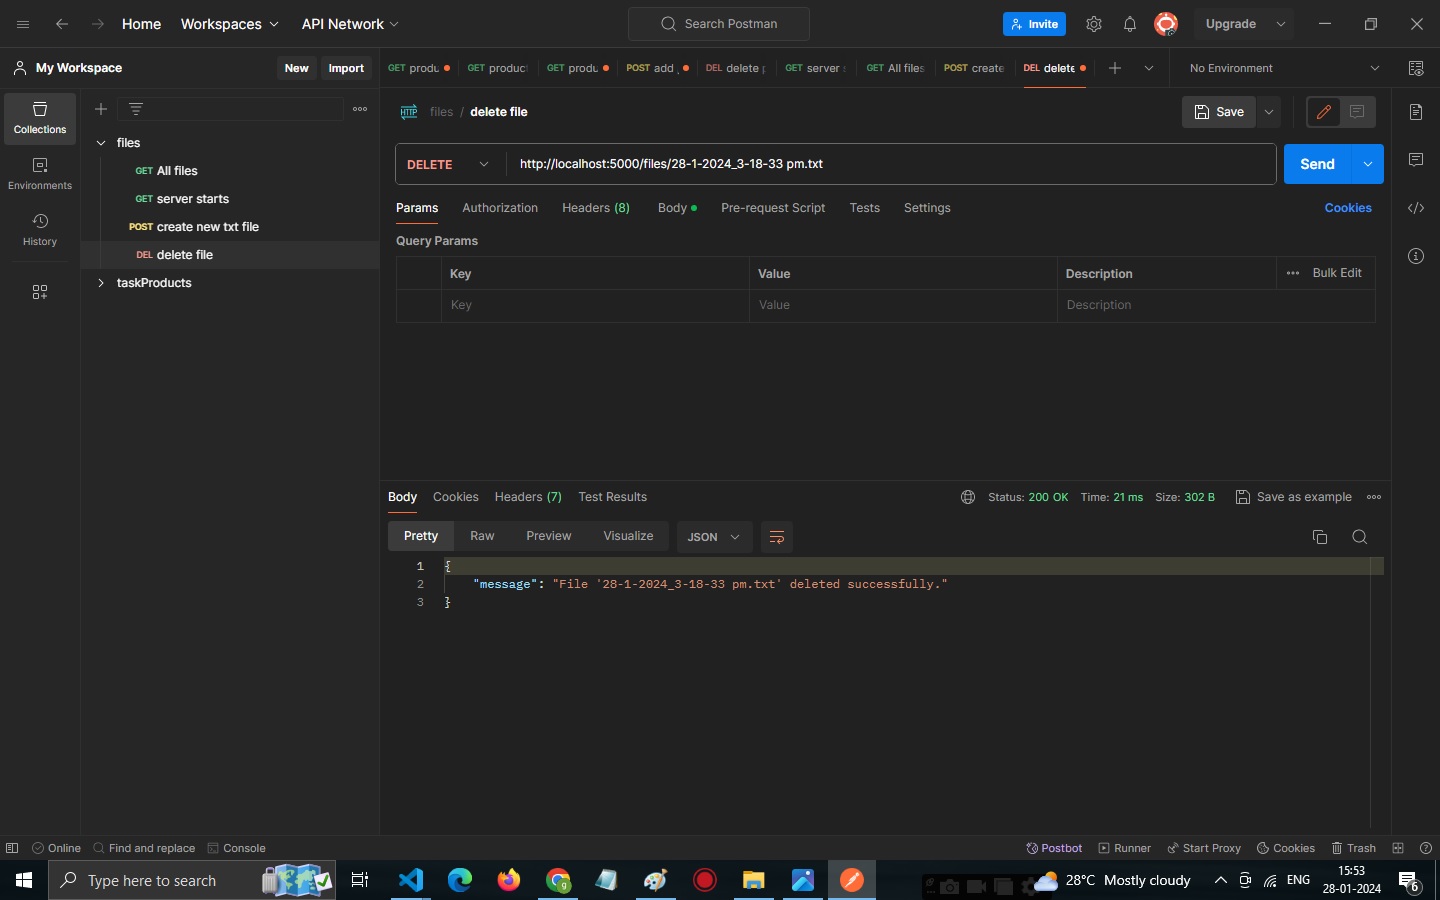 Home Workspaces API Network Search Postman Invite Upgrade
My Workspace New Import GET produ GET produc GET produ POST add DEL delete p GET server s GET All files POST create DEL delete No Environment
Collections
Environments
History
files
GET All files
GET server starts
POST create new txt file
DEL delete file
taskProducts
HTTP files / delete file Save
DELETE http://localhost:5000/files/28-1-2024_3-18-33 pm.txt Send
Params Authorization Headers (8) Body Pre-request Script Tests Settings Cookies
Query Params
Key Value Description Bulk Edit
Key Value Description
Body Cookies Headers (7) Test Results Status: 200 OK Time: 21 ms Size: 302 B Save as example
Pretty Raw Preview Visualize JSON
1 {
2 "message": "File '28-1-2024_3-18-33 pm.txt' deleted successfully."
3 }
Online Find and replace Console Postbot Runner Start Proxy Cookies Trash
Type here to search 28°C Mostly cloudy ENG 15:53
28-01-2024 6